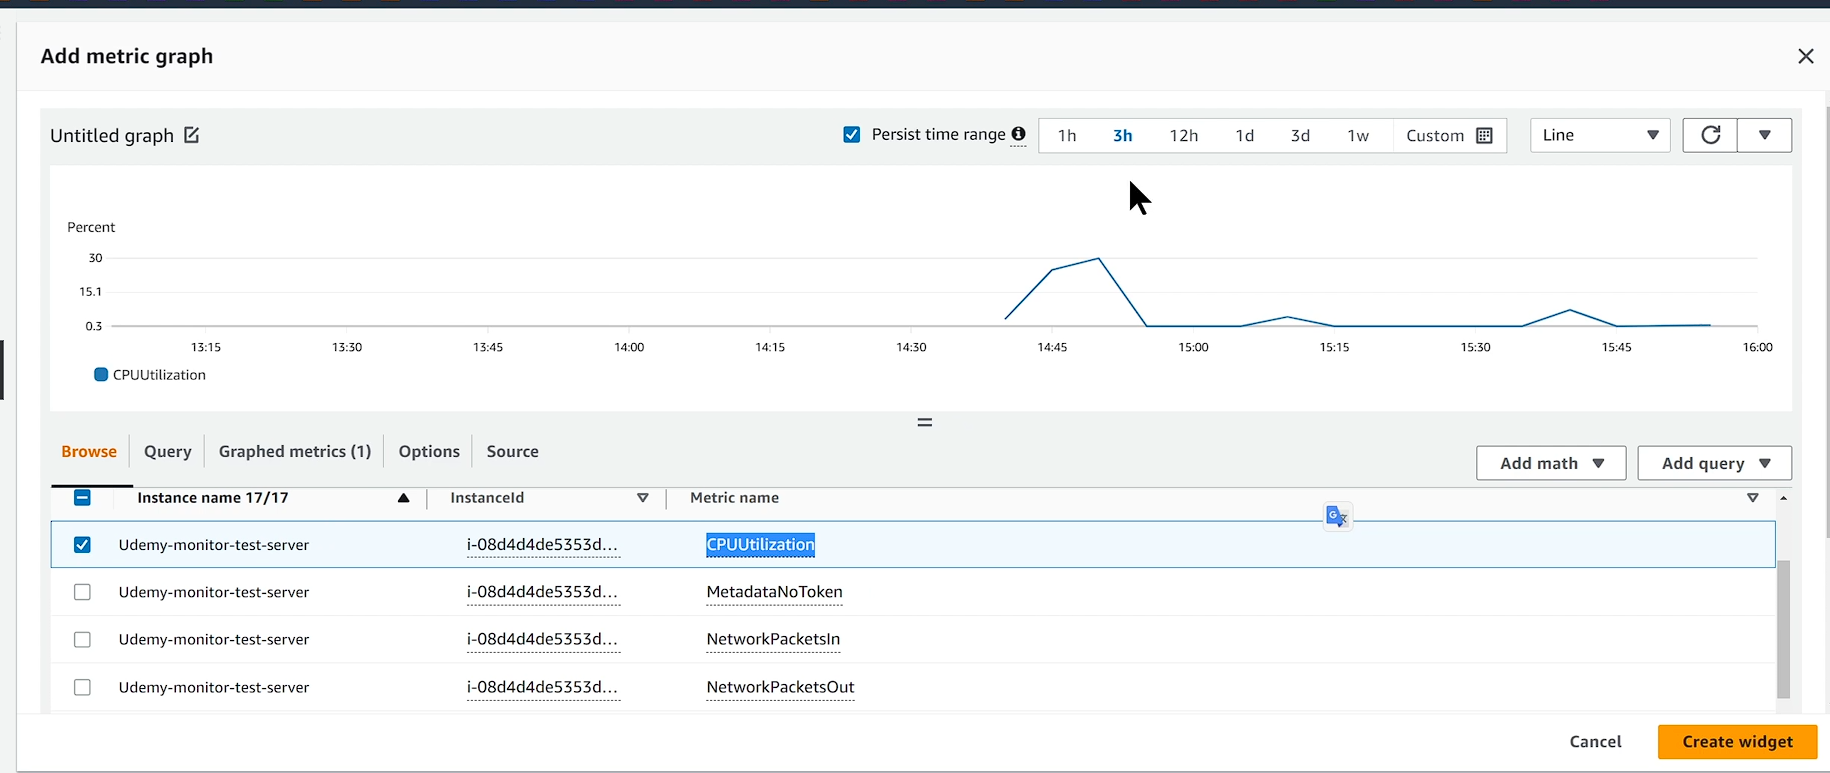 Add metric graph
Untitled graph
Persist time range 1h 3h 12h 1d 3d 1w Custom Line
Percent
30
15.1
0.3
13:15 13:30 13:45 14:00 14:15 14:30 14:45 15:00 15:15 15:30 15:45 16:00
CPUUtilization
Browse Query Graphed metrics (1) Options Source Add math Add query
Instance name 17/17 InstanceId Metric name
Udemy-monitor-test-server i-08d4d4de5353d... CPUUtilization
Udemy-monitor-test-server i-08d4d4de5353d... MetadataNoToken
Udemy-monitor-test-server i-08d4d4de5353d... NetworkPacketsIn
Udemy-monitor-test-server i-08d4d4de5353d... NetworkPacketsOut
Cancel Create widget